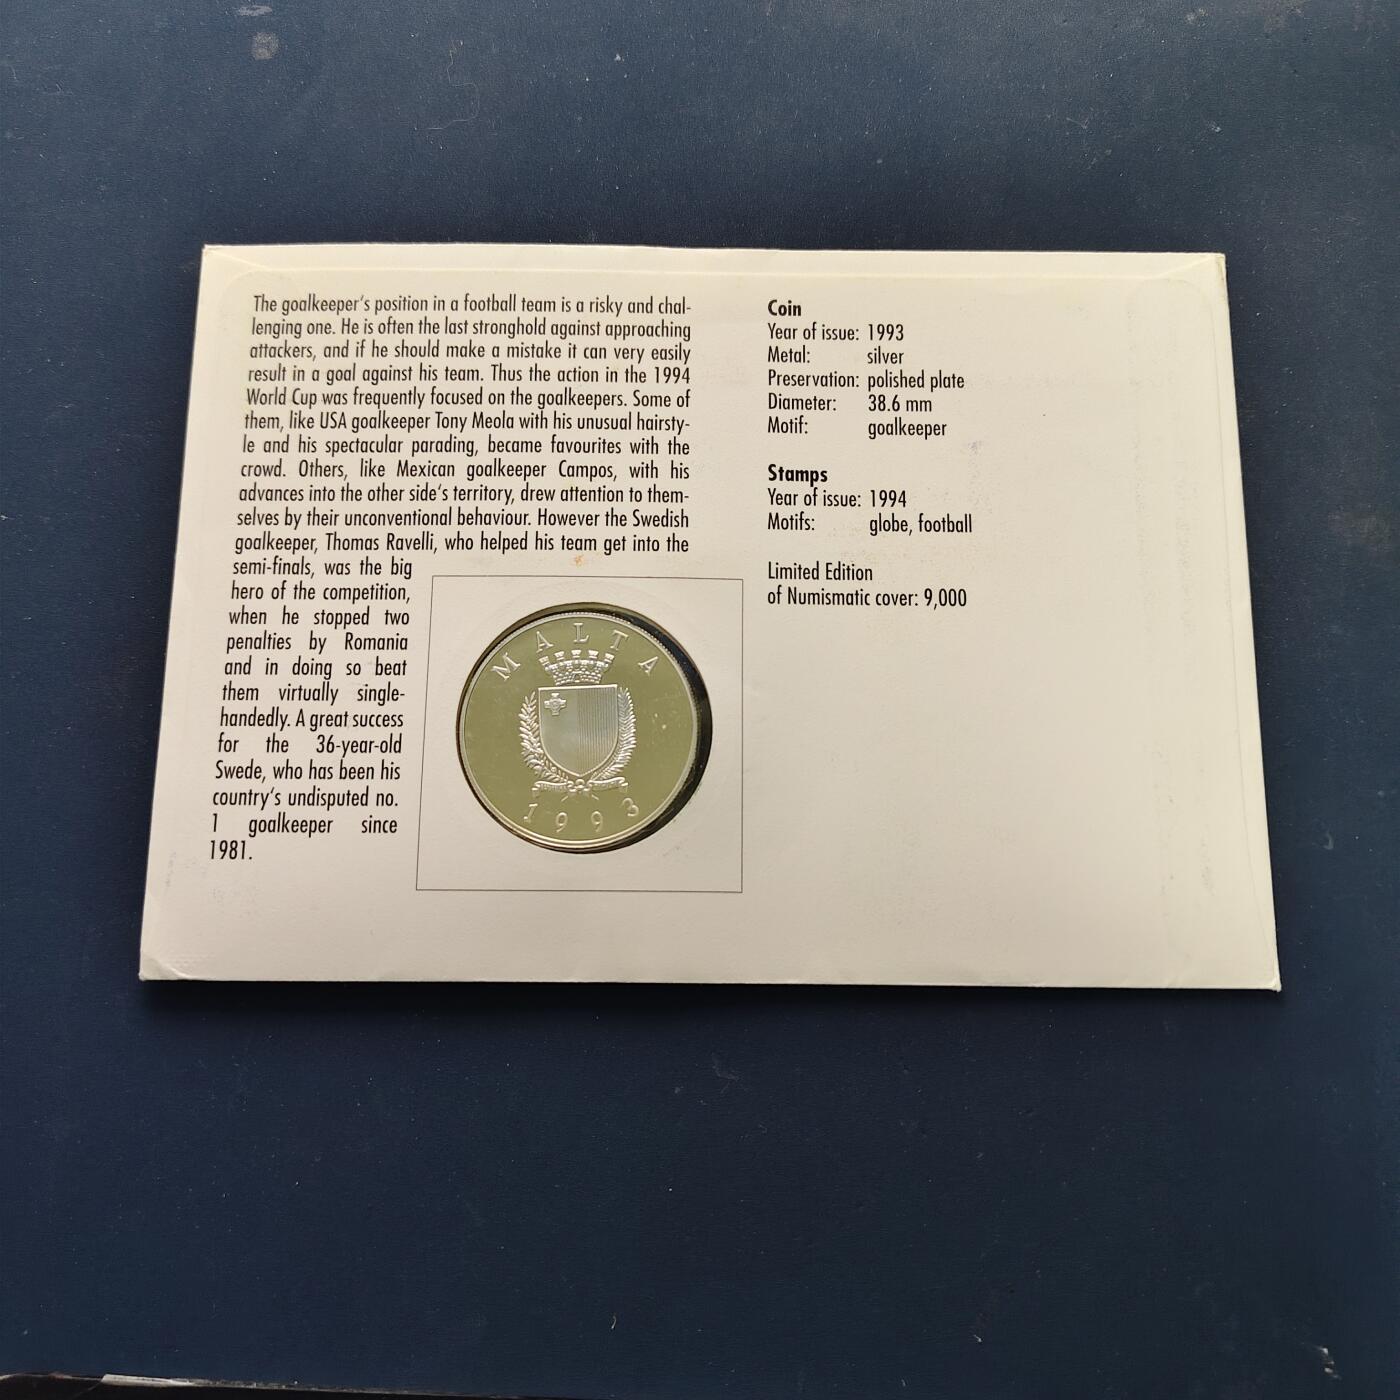 The goalkeeper's position in a football team is a risky and chal-
lenging one. He is often the last stronghold against approaching
attackers, and if he should make a mistake it can very easily
result in a goal against his team. Thus the action in the 1994
World Cup was frequently focused on the goalkeepers. Some of
them, like USA goalkeeper Tony Meola with his unusual hairsty-
le and his spectacular parading, became favourites with the
crowd. Others, like Mexican goalkeeper Campos, with his
advances into the other side's territory, drew attention to them-
selves by their unconventional behaviour. However the Swedish
goalkeeper, Thomas Ravelli, who helped his team get into the
semi-finals, was the big
hero of the competition,
when he stopped two
penalties by Romania
and in doing so beat
them virtually single-
handedly. A great success
for the 36-year-old
Swede, who has been his
country's undisputed no.
1 goalkeeper since
1981.
MALTA
1993
Coin
Year of issue: 1993
Metal: silver
Preservation: polished plate
Diameter: 38.6 mm
Motif: goalkeeper
Stamps
Year of issue: 1994
Motifs: globe, football
Limited Edition
of Numismatic cover: 9,000